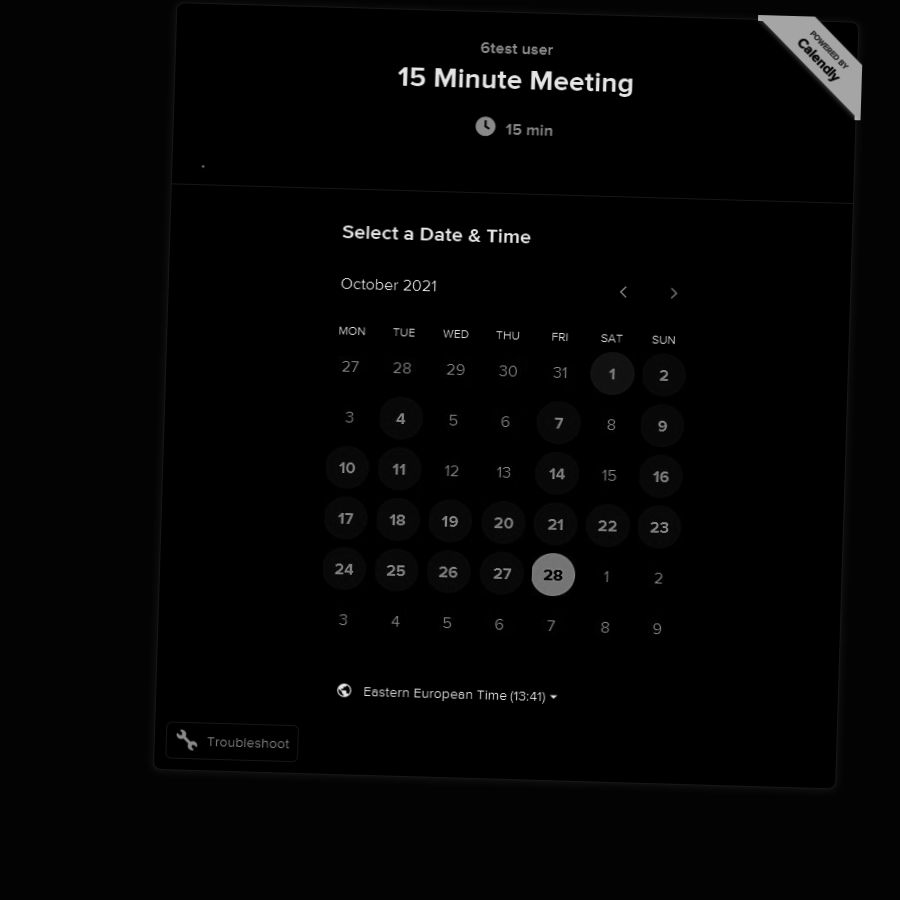 6test user
POWERED BY
Calendly
15 Minute Meeting
15 min
Select a Date & Time
October 2021
MON TUE WED THU FRI SAT SUN
27 28 29 30 31 1 2
3 4 5 6 7 8 9
10 11 12 13 14 15 16
17 18 19 20 21 22 23
24 25 26 27 28 1 2
3 4 5 6 7 8 9
Eastern European Time (13:41)
Troubleshoot